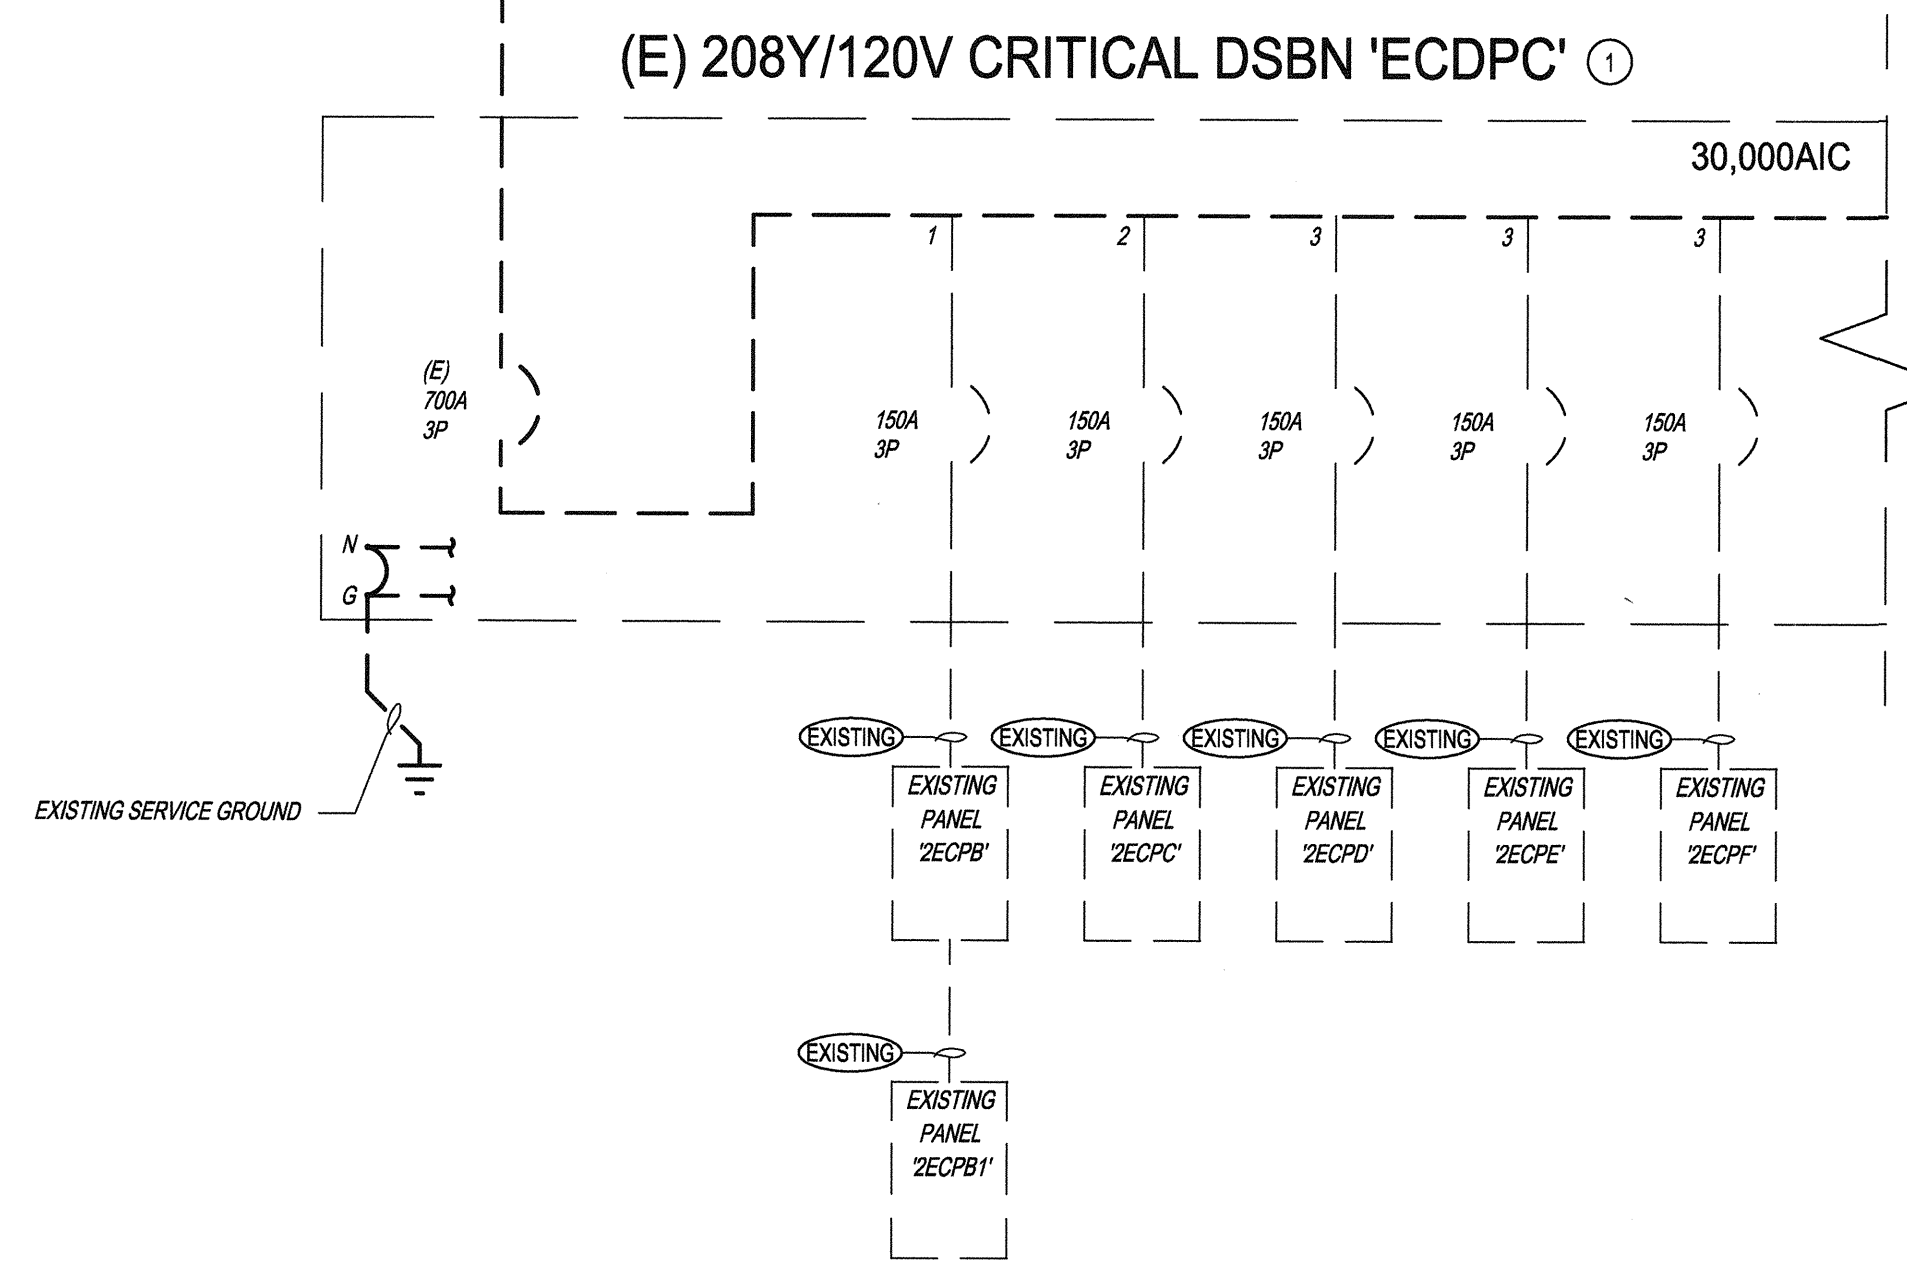 (E) 208Y/120V CRITICAL DSBN 'ECDPC' 1
30,000AIC
1 2 3 3 3
(E)
700A
3P
150A
3P
150A
3P
150A
3P
150A
3P
150A
3P
N
G
EXISTING SERVICE GROUND
EXISTING
EXISTING
EXISTING
EXISTING
EXISTING
EXISTING
PANEL
'2ECPB'
EXISTING
PANEL
'2ECPC'
EXISTING
PANEL
'2ECPD'
EXISTING
PANEL
'2ECPE'
EXISTING
PANEL
'2ECPF'
EXISTING
EXISTING
PANEL
'2ECPB1'